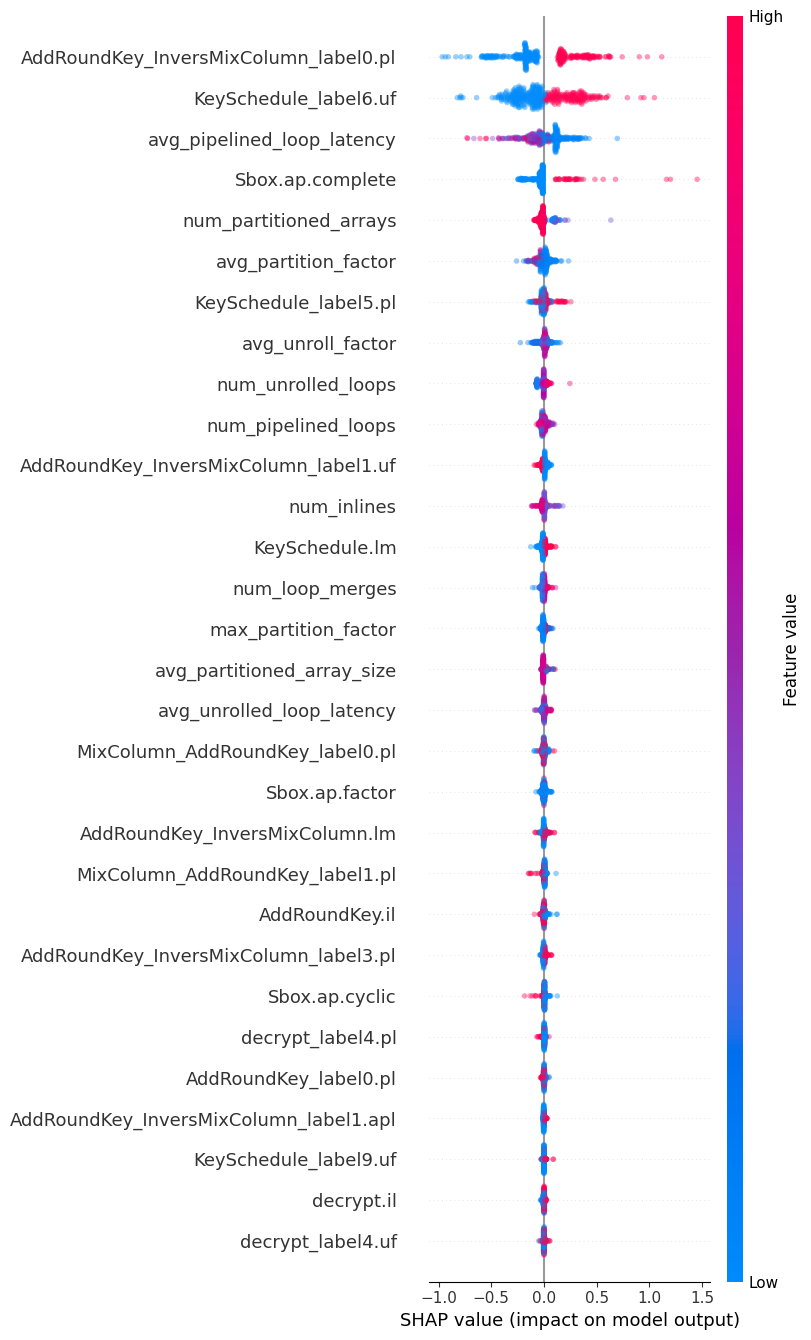 High
AddRoundKey_InversMixColumn_label0.pl
KeySchedule_label6.uf
avg_pipelined_loop_latency
Sbox.ap.complete
num_partitioned_arrays
avg_partition_factor
KeySchedule_label5.pl
avg_unroll_factor
num_unrolled_loops
num_pipelined_loops
AddRoundKey_InversMixColumn_label1.uf
num_inlines
KeySchedule.lm
num_loop_merges
max_partition_factor
avg_partitioned_array_size
avg_unrolled_loop_latency
MixColumn_AddRoundKey_label0.pl
Sbox.ap.factor
AddRoundKey_InversMixColumn.lm
MixColumn_AddRoundKey_label1.pl
AddRoundKey.il
AddRoundKey_InversMixColumn_label3.pl
Sbox.ap.cyclic
decrypt_label4.pl
AddRoundKey_label0.pl
AddRoundKey_InversMixColumn_label1.apl
KeySchedule_label9.uf
decrypt.il
decrypt_label4.uf
Feature value
Low
−1.0 −0.5 0.0 0.5 1.0 1.5
SHAP value (impact on model output)